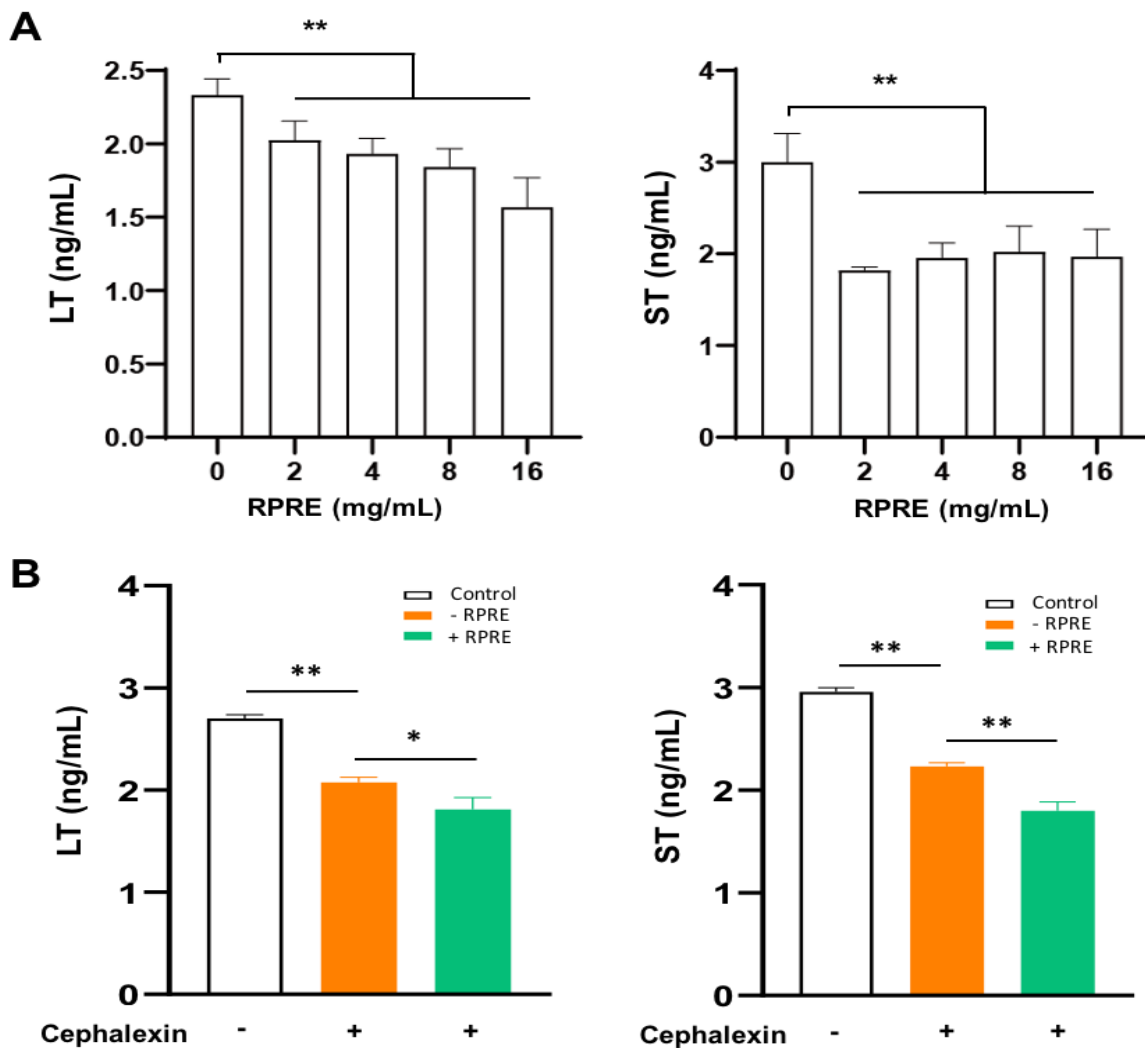 A
**
2.5
2.0
1.5
1.0
0.5
0.0
LT (ng/mL)
0 2 4 8 16
RPRE (mg/mL)
**
4
3
2
1
0
ST (ng/mL)
0 2 4 8 16
RPRE (mg/mL)
B
4
3
2
1
0
LT (ng/mL)
Control
- RPRE
+ RPRE
**
*
Cephalexin - + +
4
3
2
1
0
ST (ng/mL)
Control
- RPRE
+ RPRE
**
**
Cephalexin - + +